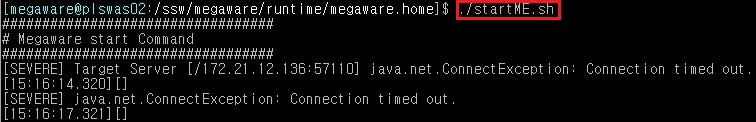 [megaware@plswas02:/ssw/megaware/runtime/megaware.home]$ ./startME.sh
##################################
# Megaware start Command
##################################
[SEVERE] Target Server [/172.21.12.136:57110] java.net.ConnectException: Connection timed out.
[15:16:14.320][]
[SEVERE] java.net.ConnectException: Connection timed out.
[15:16:17.321][]